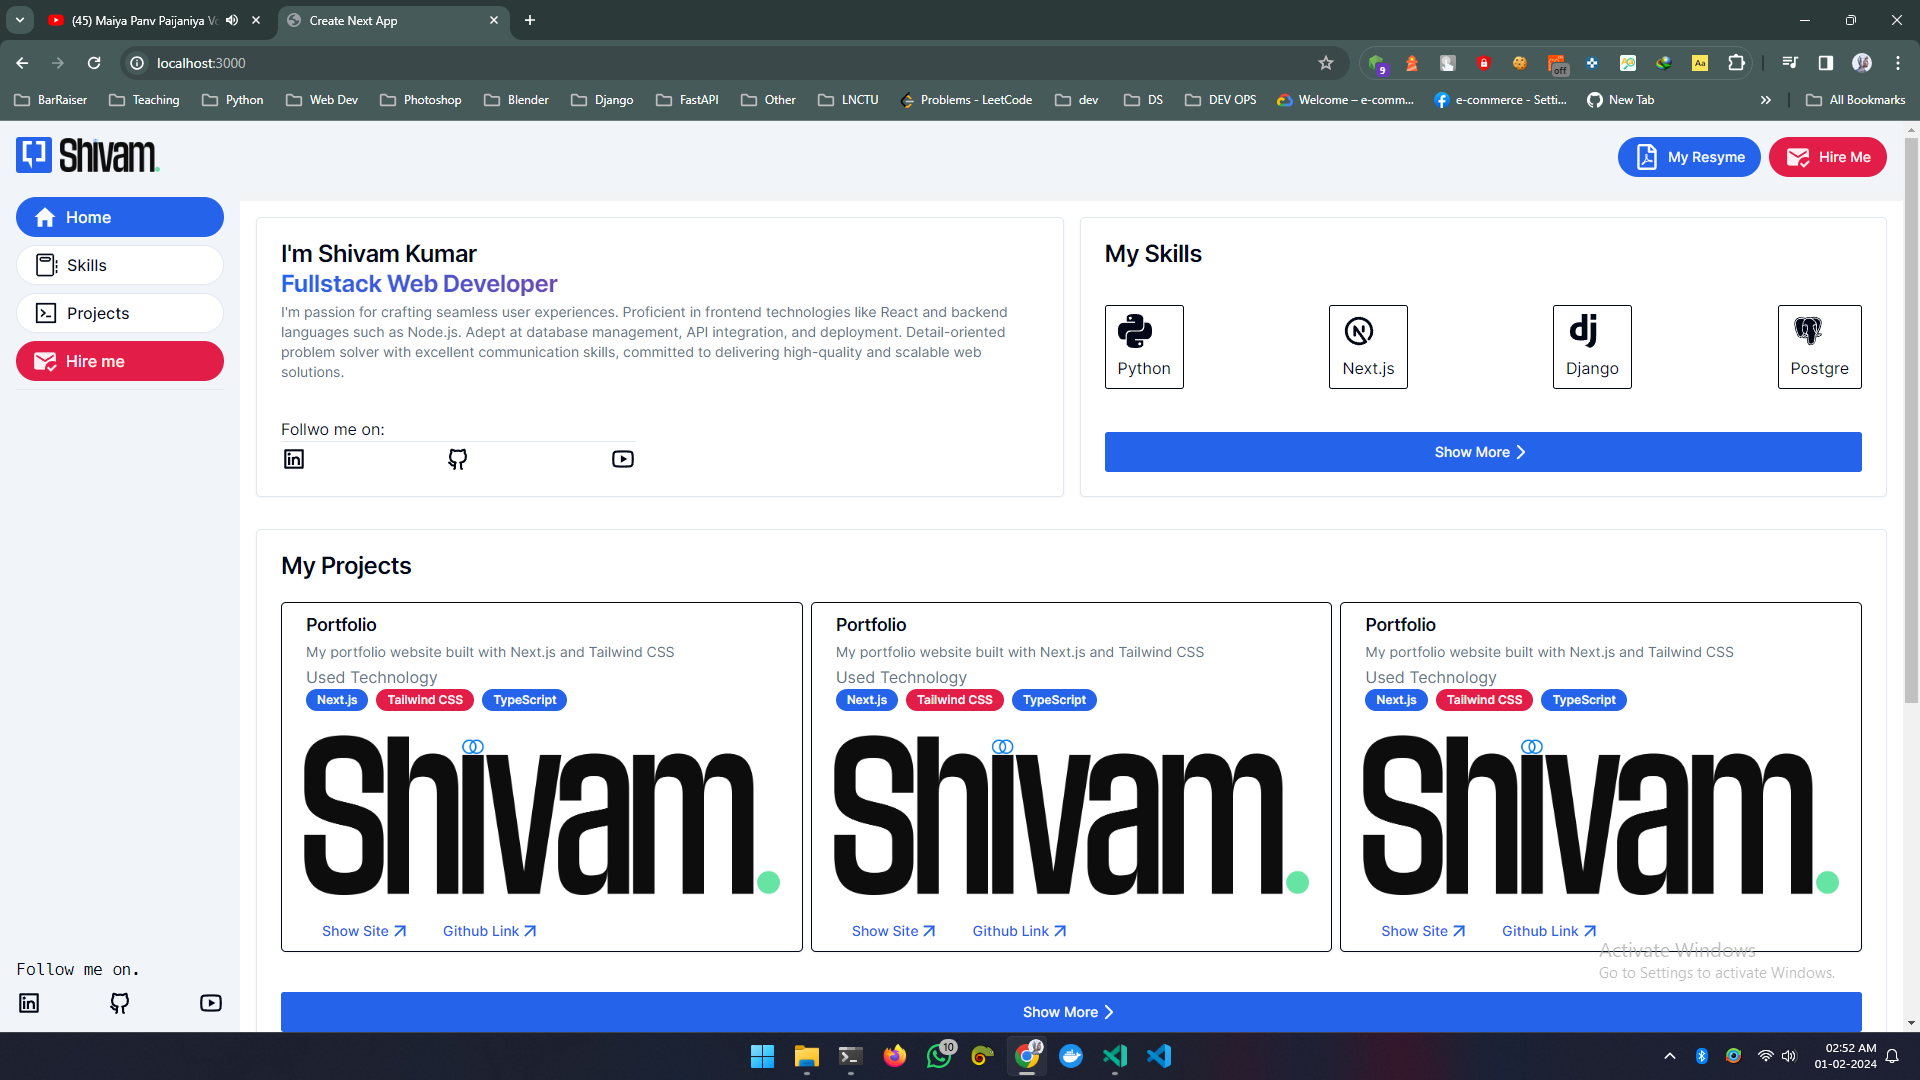 (45) Maiya Panv Paijaniya Vo
Create Next App
localhost:3000
9
off
Aa
BarRaiser
Teaching
Python
Web Dev
Photoshop
Blender
Django
FastAPI
Other
LNCTU
Problems - LeetCode
dev
DS
DEV OPS
Welcome – e-comm...
e-commerce - Setti...
New Tab
All Bookmarks
Shivam.
My Resyme
Hire Me
Home
Skills
Projects
Hire me
I'm Shivam Kumar
Fullstack Web Developer
I'm passion for crafting seamless user experiences. Proficient in frontend technologies like React and backend
languages such as Node.js. Adept at database management, API integration, and deployment. Detail-oriented
problem solver with excellent communication skills, committed to delivering high-quality and scalable web
solutions.
Follwo me on:
My Skills
Python
Next.js
dj
Django
Postgre
Show More
My Projects
Portfolio
My portfolio website built with Next.js and Tailwind CSS
Used Technology
Next.js Tailwind CSS TypeScript
Shivam.
Show Site Github Link
Portfolio
My portfolio website built with Next.js and Tailwind CSS
Used Technology
Next.js Tailwind CSS TypeScript
Shivam.
Show Site Github Link
Portfolio
My portfolio website built with Next.js and Tailwind CSS
Used Technology
Next.js Tailwind CSS TypeScript
Shivam.
Show Site Github Link
Show More
Follow me on.
Activate Windows
Go to Settings to activate Windows.
10
02:52 AM
01-02-2024